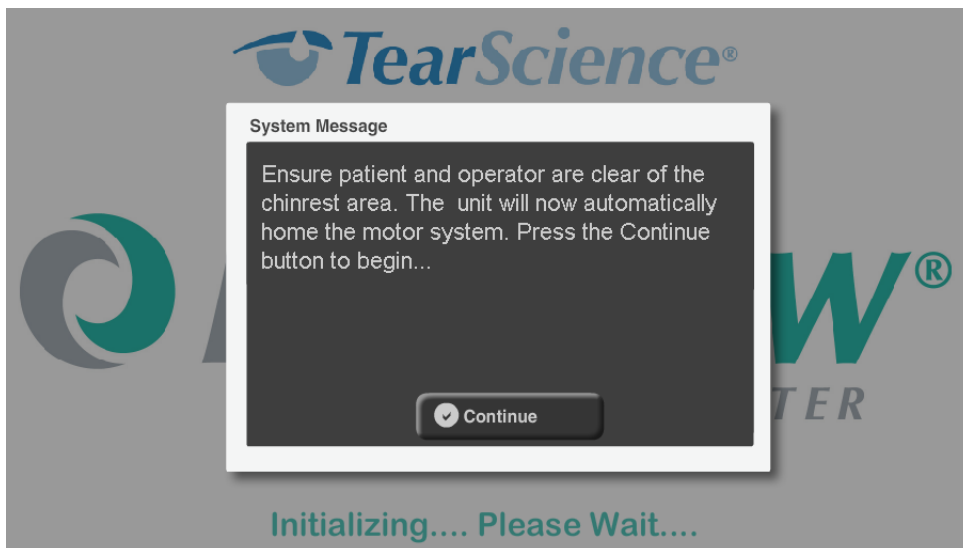 TearScience®
System Message
Ensure patient and operator are clear of the
chinrest area. The unit will now automatically
home the motor system. Press the Continue
button to begin...
W®
Continue
TER
Initializing.... Please Wait....